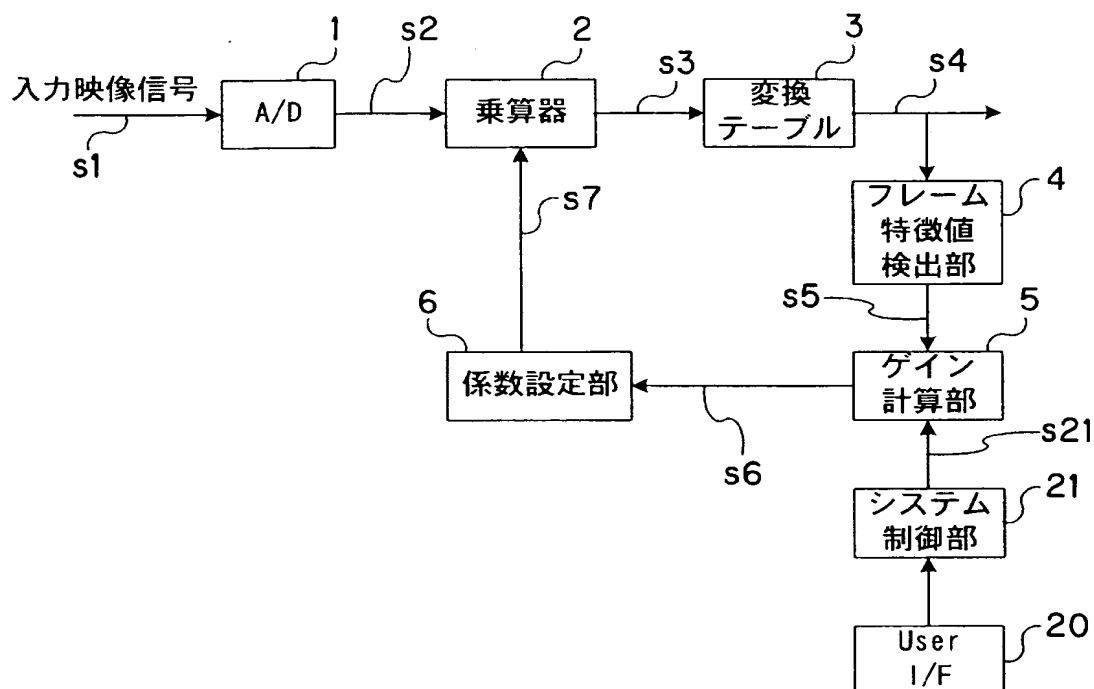 1
s2
2
s3
3
s4
入力映像信号
A/D
乗算器
変換
テーブル
s1
フレーム
特徴値
検出部
4
s7
s5
5
6
係数設定部
ゲイン
計算部
s6
s21
システム
制御部
21
User
I/F
20